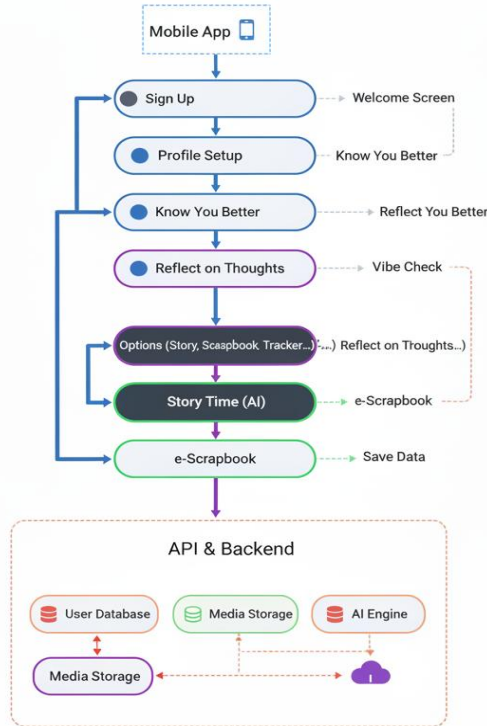 Mobile App
Sign Up
Welcome Screen
Profile Setup
Know You Better
Know You Better
Reflect You Better
Reflect on Thoughts
Vibe Check
Options (Story, Scapbook, Tracker...)
...) Reflect on Thoughts...)
Story Time (AI)
e-Scrapbook
e-Scrapbook
Save Data
API & Backend
User Database
Media Storage
AI Engine
Media Storage